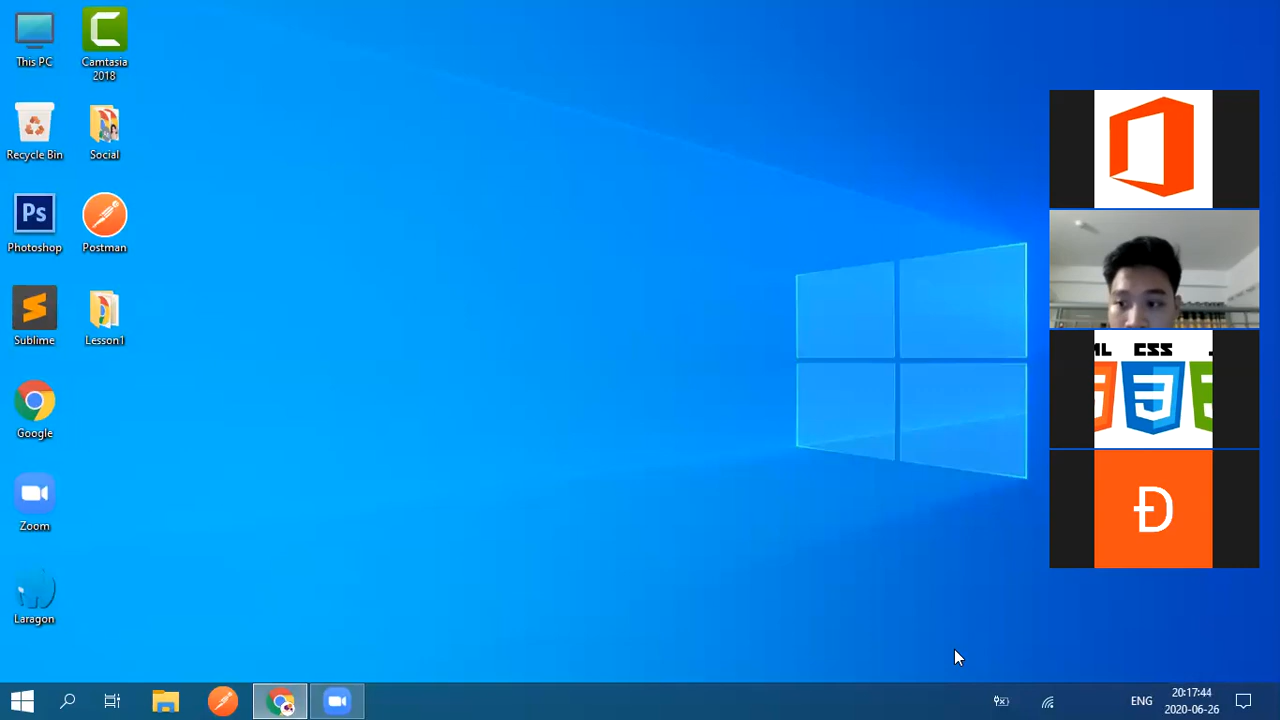 This PC
Camtasia
2018
Recycle Bin
Social
Ps
Photoshop
Postman
Sublime
Lesson1
Google
Zoom
Laragon
CSS
Đ
ENG
20:17:44
2020-06-26